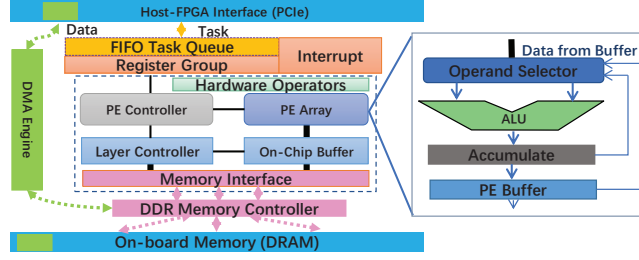 Host-FPGA Interface (PCIe)
Data
Task
FIFO Task Queue
Register Group
Interrupt
Hardware Operators
PE Controller
PE Array
Layer Controller
On-Chip Buffer
Memory Interface
DDR Memory Controller
On-board Memory (DRAM)
DMA Engine
Data from Buffer
Operand Selector
ALU
Accumulate
PE Buffer